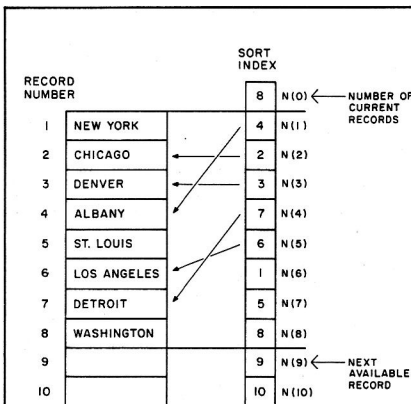 SORT
INDEX
RECORD
NUMBER
8 N(0) NUMBER OF
CURRENT
RECORDS
1 NEW YORK 4 N(1)
2 CHICAGO 2 N(2)
3 DENVER 3 N(3)
4 ALBANY 7 N(4)
5 ST. LOUIS 6 N(5)
6 LOS ANGELES 1 N(6)
7 DETROIT 5 N(7)
8 WASHINGTON 8 N(8)
9 9 N(9) NEXT
AVAILABLE
RECORD
10 10 N(10)